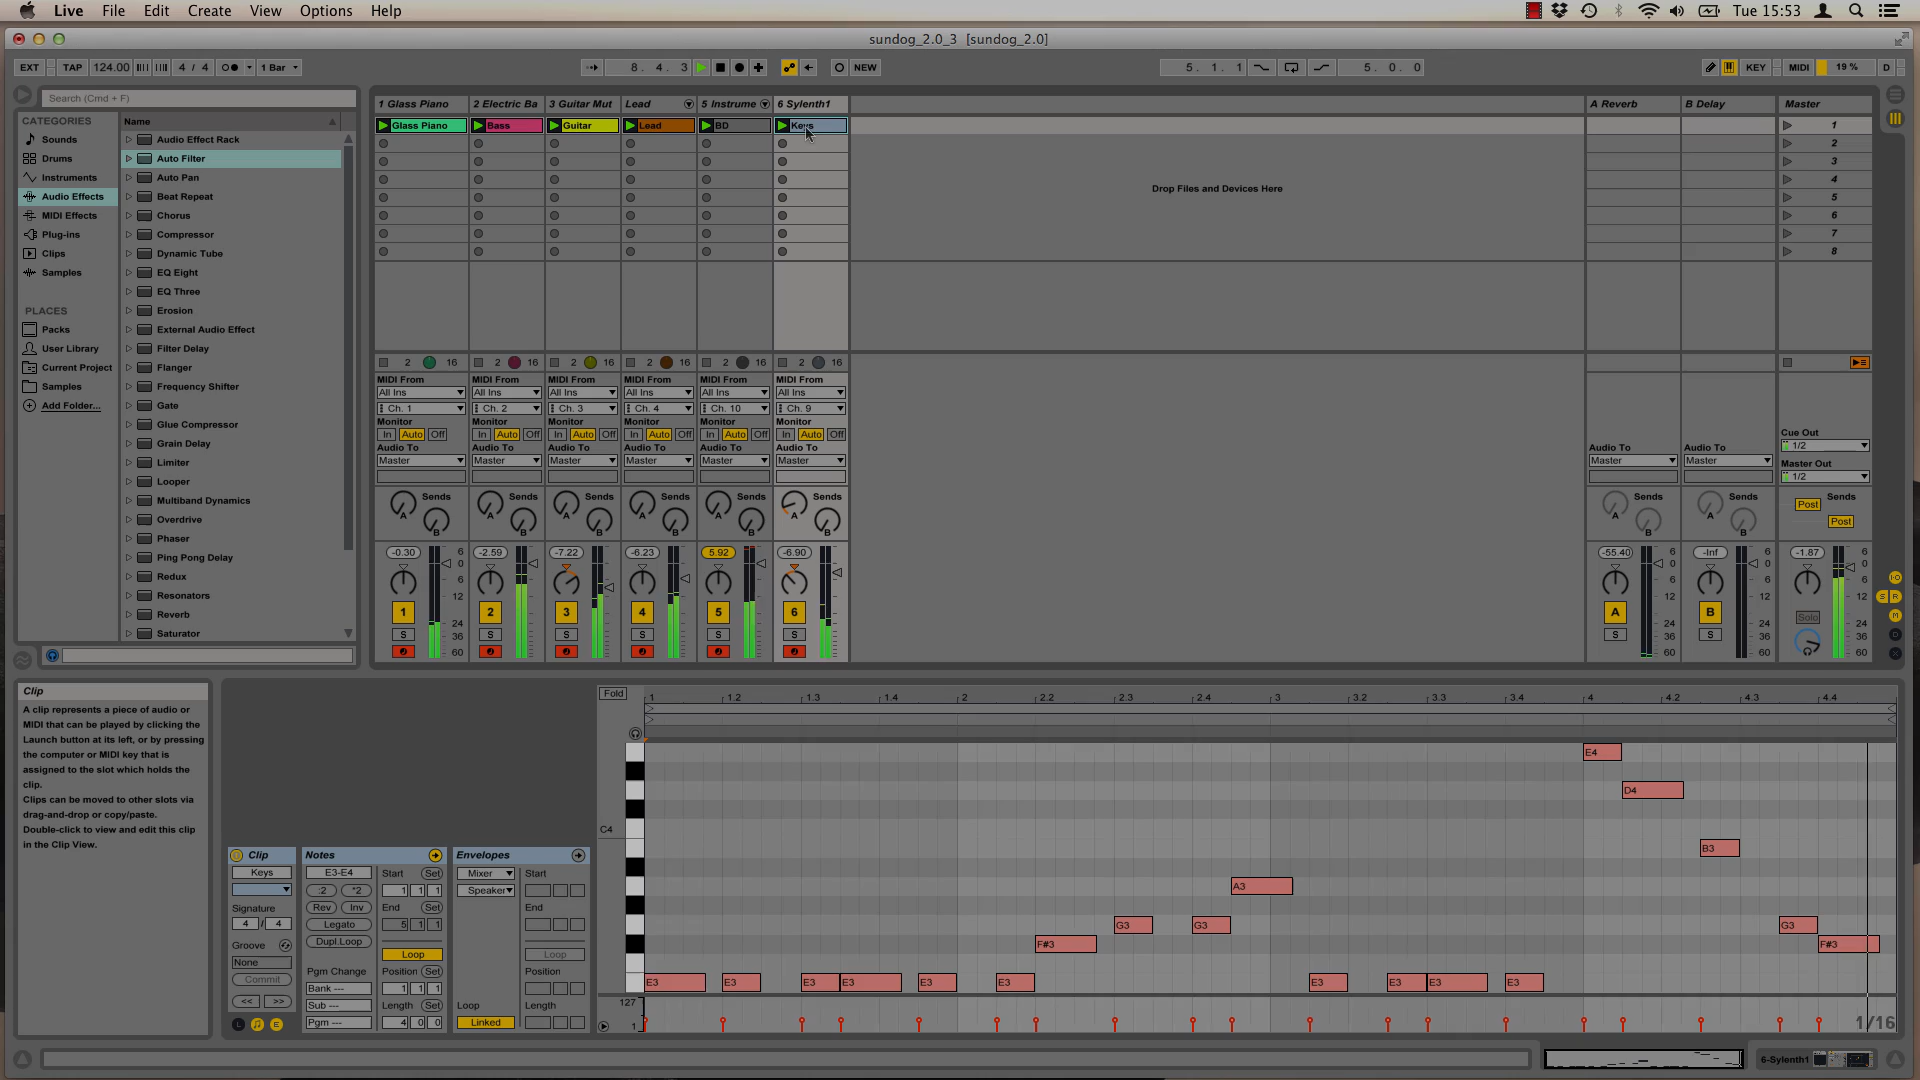 Live File Edit Create View Options Help Tue 15:53
sundog_2.0_3 [sundog_2.0]
EXT TAP 124.00 4 / 4 1 Bar 8. 4. 3 NEW 5. 1. 1 5. 0. 0 KEY MIDI 19 % D
Search (Cmd + F)
CATEGORIES
Sounds
Drums
Instruments
Audio Effects
MIDI Effects
Plug-ins
Clips
Samples
PLACES
Packs
User Library
Current Project
Samples
Add Folder...
Name
Audio Effect Rack
Auto Filter
Auto Pan
Beat Repeat
Chorus
Compressor
Dynamic Tube
EQ Eight
EQ Three
Erosion
External Audio Effect
Filter Delay
Flanger
Frequency Shifter
Gate
Glue Compressor
Grain Delay
Limiter
Looper
Multiband Dynamics
Overdrive
Phaser
Ping Pong Delay
Redux
Resonators
Reverb
Saturator
1 Glass Piano 2 Electric Ba 3 Guitar Mut Lead 5 Instrume 6 Sylenth1 A Reverb B Delay Master
Glass Piano Bass Guitar Lead BD Keys 1
2
3
4
5
6
7
8
Drop Files and Devices Here
2 16 2 16 2 16 2 16 2 16 2 16
MIDI From MIDI From MIDI From MIDI From MIDI From MIDI From
All Ins All Ins All Ins All Ins All Ins All Ins
Ch. 1 Ch. 2 Ch. 3 Ch. 4 Ch. 10 Ch. 9
Monitor Monitor Monitor Monitor Monitor Monitor
In Auto Off In Auto Off In Auto Off In Auto Off In Auto Off In Auto Off
Audio To Audio To Audio To Audio To Audio To Audio To Audio To Audio To
Master Master Master Master Master Master Master Master
Cue Out
1/2
Master Out
1/2
Sends Sends Sends Sends Sends Sends Sends Sends Sends
A B A B A B A B A B A B A B A B Post Post
-0.30 -2.59 -7.22 -6.23 5.92 -6.90 -55.40 -Inf -1.87
6 0 6 12 24 36 60
1 2 3 4 5 6 A B Solo
S S S S S S S S
6 0 6 12 24 36 60
6 0 6 12 24 36 60
6 0 6 12 24 36 60
Clip
A clip represents a piece of audio or
MIDI that can be played by clicking the
Launch button at its left, or by pressing
the computer or MIDI key that is
assigned to the slot which holds the
clip.
Clips can be moved to other slots via
drag-and-drop or copy/paste.
Double-click to view and edit this clip
in the Clip View.
Clip
Keys
Signature
4 / 4
Groove
None
Commit
<< >>
L E
Notes
E3-E4
:2 *2
Rev Inv
Legato
Dupl.Loop
Pgm Change
Bank ---
Sub ---
Pgm ---
Start Set
1 1 1
End Set
5 1 1
Loop
Position Set
1 1 1
Length Set
4 0 0
Envelopes
Mixer
Speaker
Loop
Linked
Start
End
Loop
Position
Length
Fold
1 1.2 1.3 1.4 2 2.2 2.3 2.4 3 3.2 3.3 3.4 4 4.2 4.3 4.4
E4
D4
C4
B3
A3
G3 G3 G3
F#3 F#3
E3 E3 E3 E3 E3 E3 E3 E3 E3 E3
127
1
1/16
6-Sylenth1